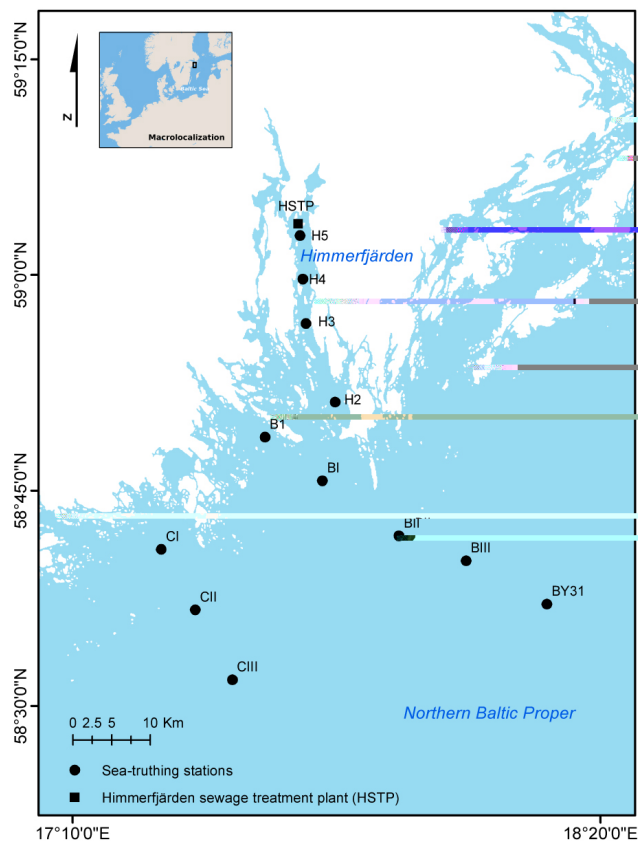 59°15'0"N
Baltic Sea
Macrolocalization
N
HSTP
H5
Himmerfjärden
59°0'0"N
H4
H3
H2
B1
BI
58°45'0"N
BII
CI
BIII
CII
BY31
CIII
58°30'0"N
Northern Baltic Proper
0 2.5 5 10 Km
Sea-truthing stations
Himmerfjärden sewage treatment plant (HSTP)
17°10'0"E
18°20'0"E